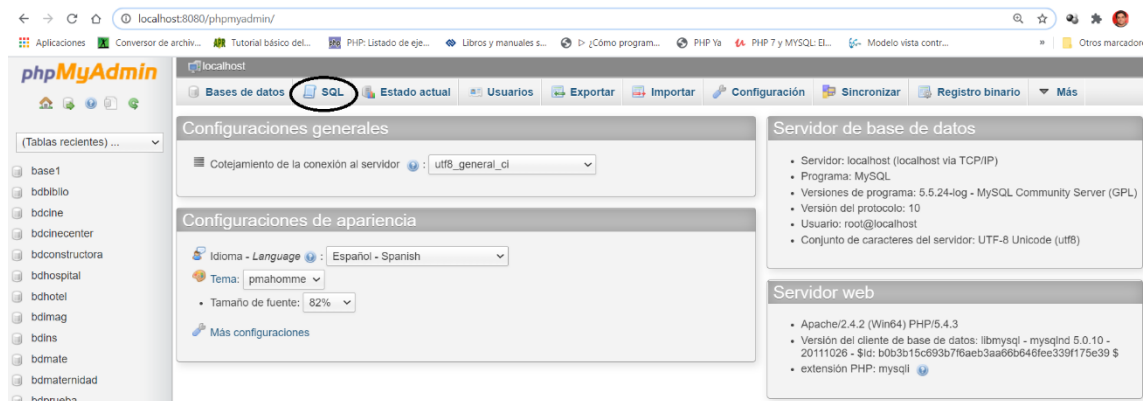 localhost:8080/phpmyadmin/
Aplicaciones Conversor de archiv... Tutorial básico del... PHP: Listado de eje... Libros y manuales s... ▷ ¿Cómo program... PHP Ya PHP 7 y MYSQL: El... Modelo vista contr... » Otros marcadore
phpMyAdmin
(Tablas recientes) ...
base1
bdbiblio
bdcine
bdcinecenter
bdconstructora
bdhospital
bdhotel
bdimag
bdins
bdmate
bdmaternidad
bdprueba
localhost
Bases de datos SQL Estado actual Usuarios Exportar Importar Configuración Sincronizar Registro binario Más
Configuraciones generales
Cotejamiento de la conexión al servidor : utf8_general_ci
Configuraciones de apariencia
Idioma - Language : Español - Spanish
Tema: pmahomme
• Tamaño de fuente: 82%
Más configuraciones
Servidor de base de datos
• Servidor: localhost (localhost via TCP/IP)
• Programa: MySQL
• Versiones de programa: 5.5.24-log - MySQL Community Server (GPL)
• Versión del protocolo: 10
• Usuario: root@localhost
• Conjunto de caracteres del servidor: UTF-8 Unicode (utf8)
Servidor web
• Apache/2.4.2 (Win64) PHP/5.4.3
• Versión del cliente de base de datos: libmysql - mysqlnd 5.0.10 -
20111026 - $Id: b0b3b15c693b7f6aeb3aa66b646fee339f175e39 $
• extensión PHP: mysqli